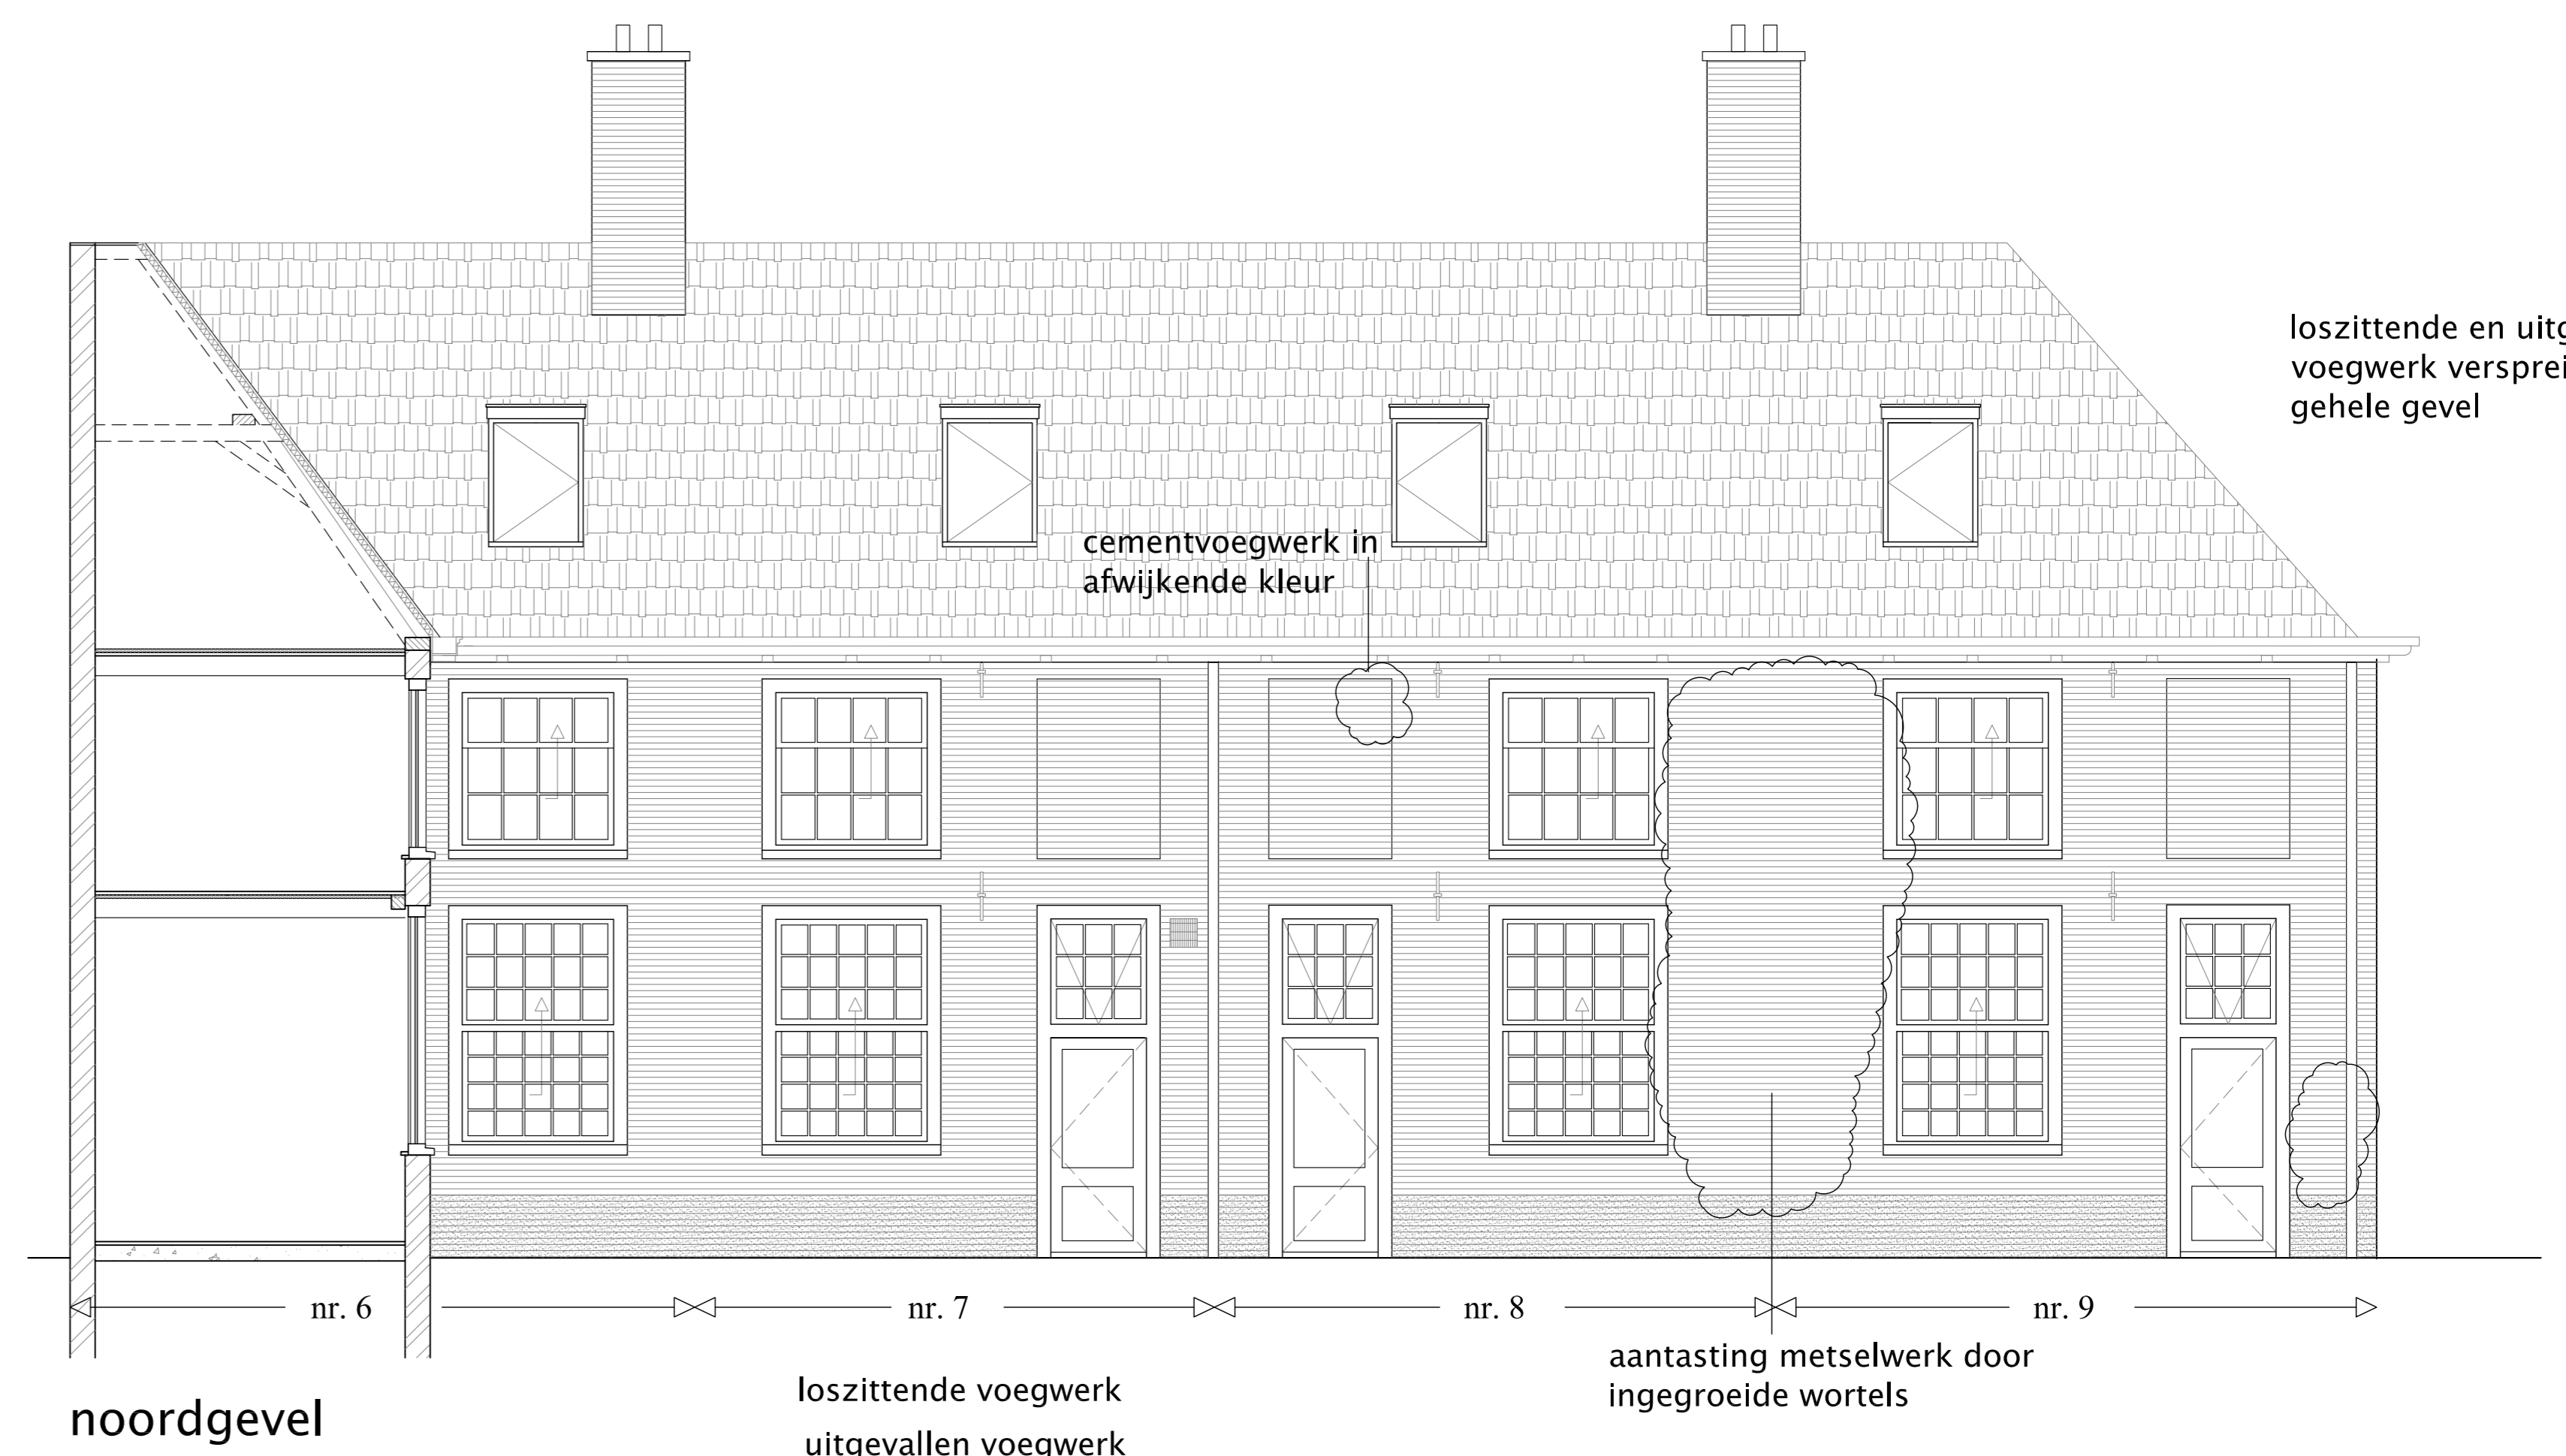 loszittende en uitg
voegwerk versprei
gehele gevel
cementvoegwerk in
afwijkende kleur
nr. 6
nr. 7
nr. 8
nr. 9
aantasting metselwerk door
ingegroeide wortels
loszittende voegwerk
uitgevallen voegwerk
noordgevel